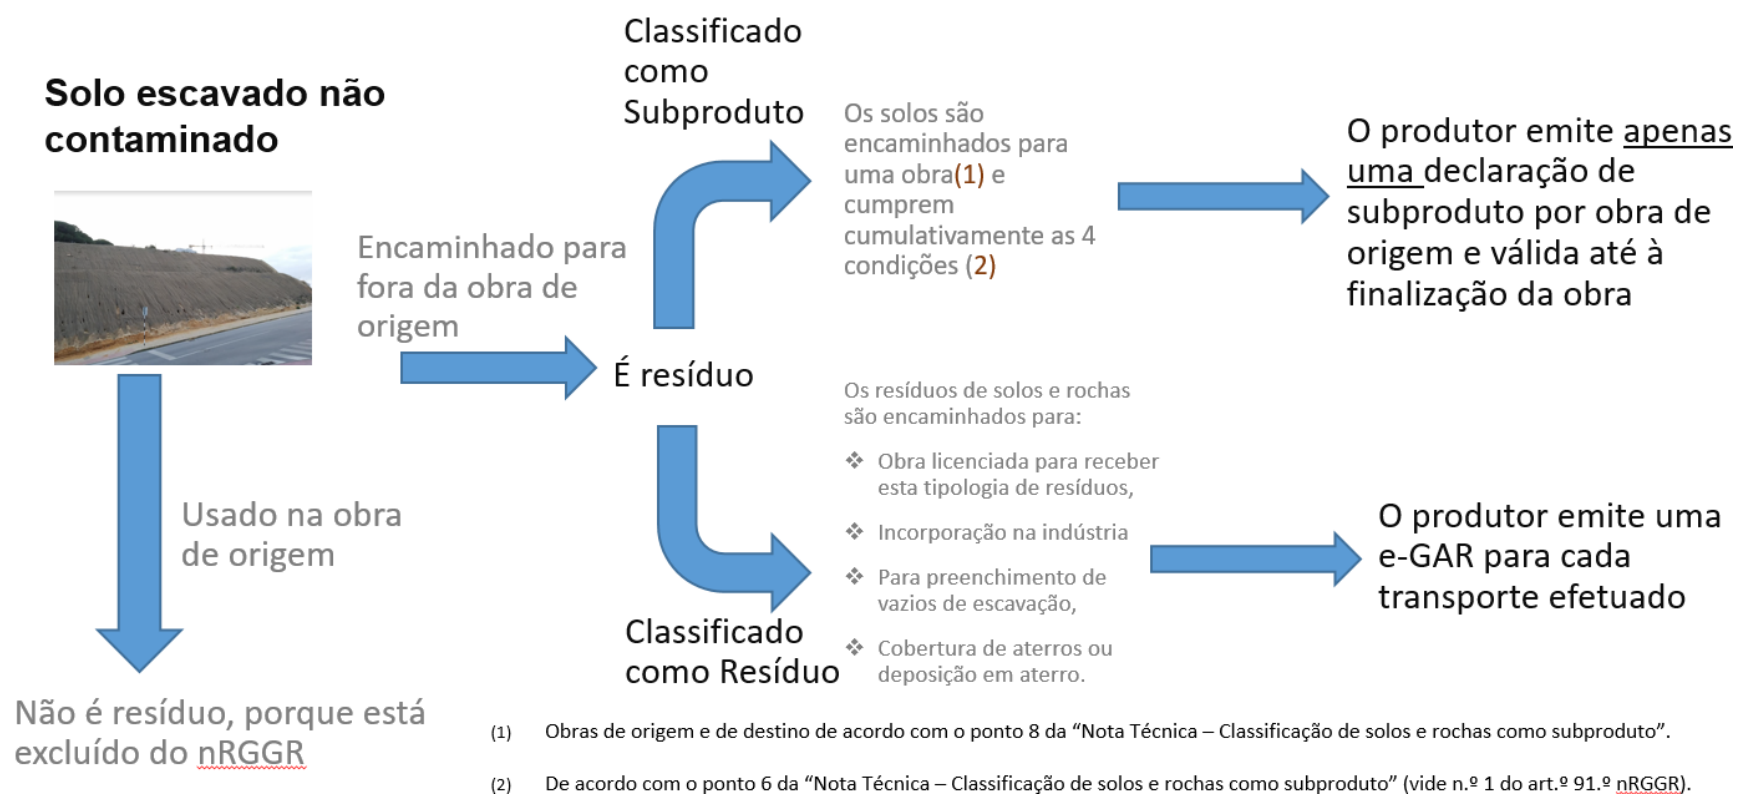 Solo escavado não
contaminado
Encaminhado para
fora da obra de
origem
Usado na obra
de origem
Não é resíduo, porque está
excluído do nRGGR
É resíduo
Classificado
como
Subproduto
Os solos são
encaminhados para
uma obra(1) e
cumprem
cumulativamente as 4
condições (2)
O produtor emite apenas
uma declaração de
subproduto por obra de
origem e válida até à
finalização da obra
Classificado
como Resíduo
Os resíduos de solos e rochas
são encaminhados para:
❖ Obra licenciada para receber
esta tipologia de resíduos,
❖ Incorporação na indústria
❖ Para preenchimento de
vazios de escavação,
❖ Cobertura de aterros ou
deposição em aterro.
O produtor emite uma
e-GAR para cada
transporte efetuado
(1) Obras de origem e de destino de acordo com o ponto 8 da “Nota Técnica – Classificação de solos e rochas como subproduto”.
(2) De acordo com o ponto 6 da “Nota Técnica – Classificação de solos e rochas como subproduto” (vide n.º 1 do art.º 91.º nRGGR).